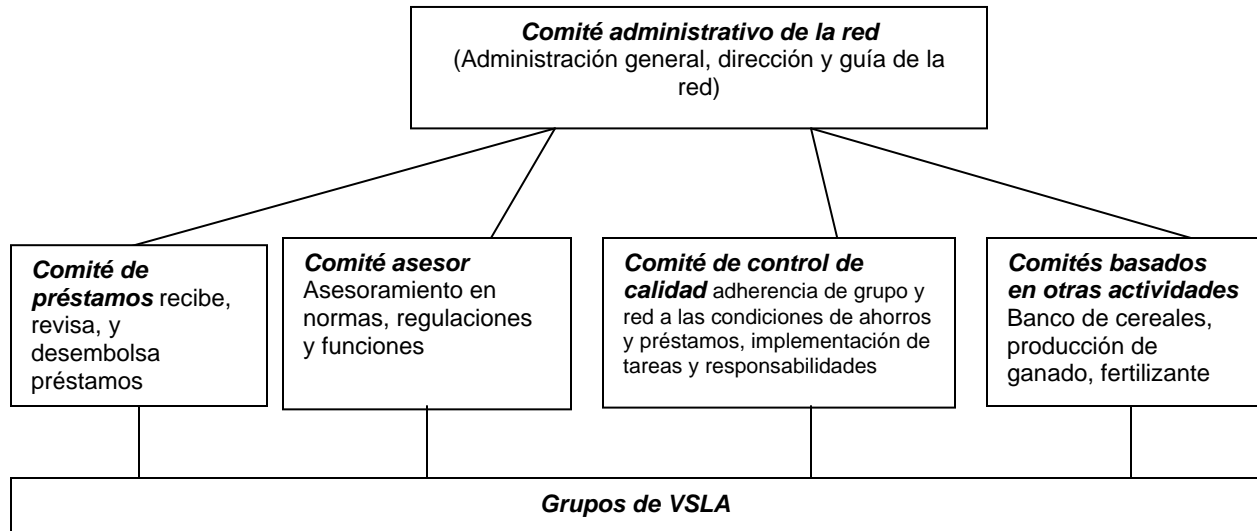 Comité administrativo de la red
(Administración general, dirección y guía de la
red)
Comité de
préstamos recibe,
revisa, y
desembolsa
préstamos
Comité asesor
Asesoramiento en
normas, regulaciones
y funciones
Comité de control de
calidad adherencia de grupo y
red a las condiciones de ahorros
y préstamos, implementación de
tareas y responsabilidades
Comités basados
en otras actividades
Banco de cereales,
producción de
ganado, fertilizante
Grupos de VSLA